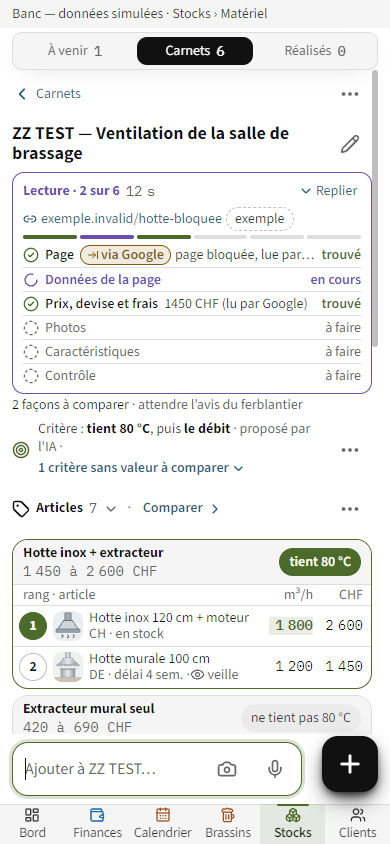 Banc — données simulées · Stocks › Matériel
À venir 1 Carnets 6 Réalisés 0
Carnets
ZZ TEST — Ventilation de la salle de
brassage
Lecture · 2 sur 6 12 s Replier
exemple.invalid/hotte-bloquee exemple
Page via Google page bloquée, lue par… trouvé
Données de la page en cours
Prix, devise et frais 1450 CHF (lu par Google) trouvé
Photos à faire
Caractéristiques à faire
Contrôle à faire
2 façons à comparer · attendre l'avis du ferblantier
Critère : tient 80 °C, puis le débit · proposé par
l'IA ·
1 critère sans valeur à comparer
Articles 7 · Comparer
Hotte inox + extracteur
1 450 à 2 600 CHF
tient 80 °C
rang · article m³/h CHF
1 Hotte inox 120 cm + moteur 1 800 2 600
CH · en stock
2 Hotte murale 100 cm 1 200 1 450
DE · délai 4 sem. · veille
Extracteur mural seul
420 à 690 CHF
ne tient pas 80 °C
Ajouter à ZZ TEST…
Bord Finances Calendrier Brassins Stocks Clients